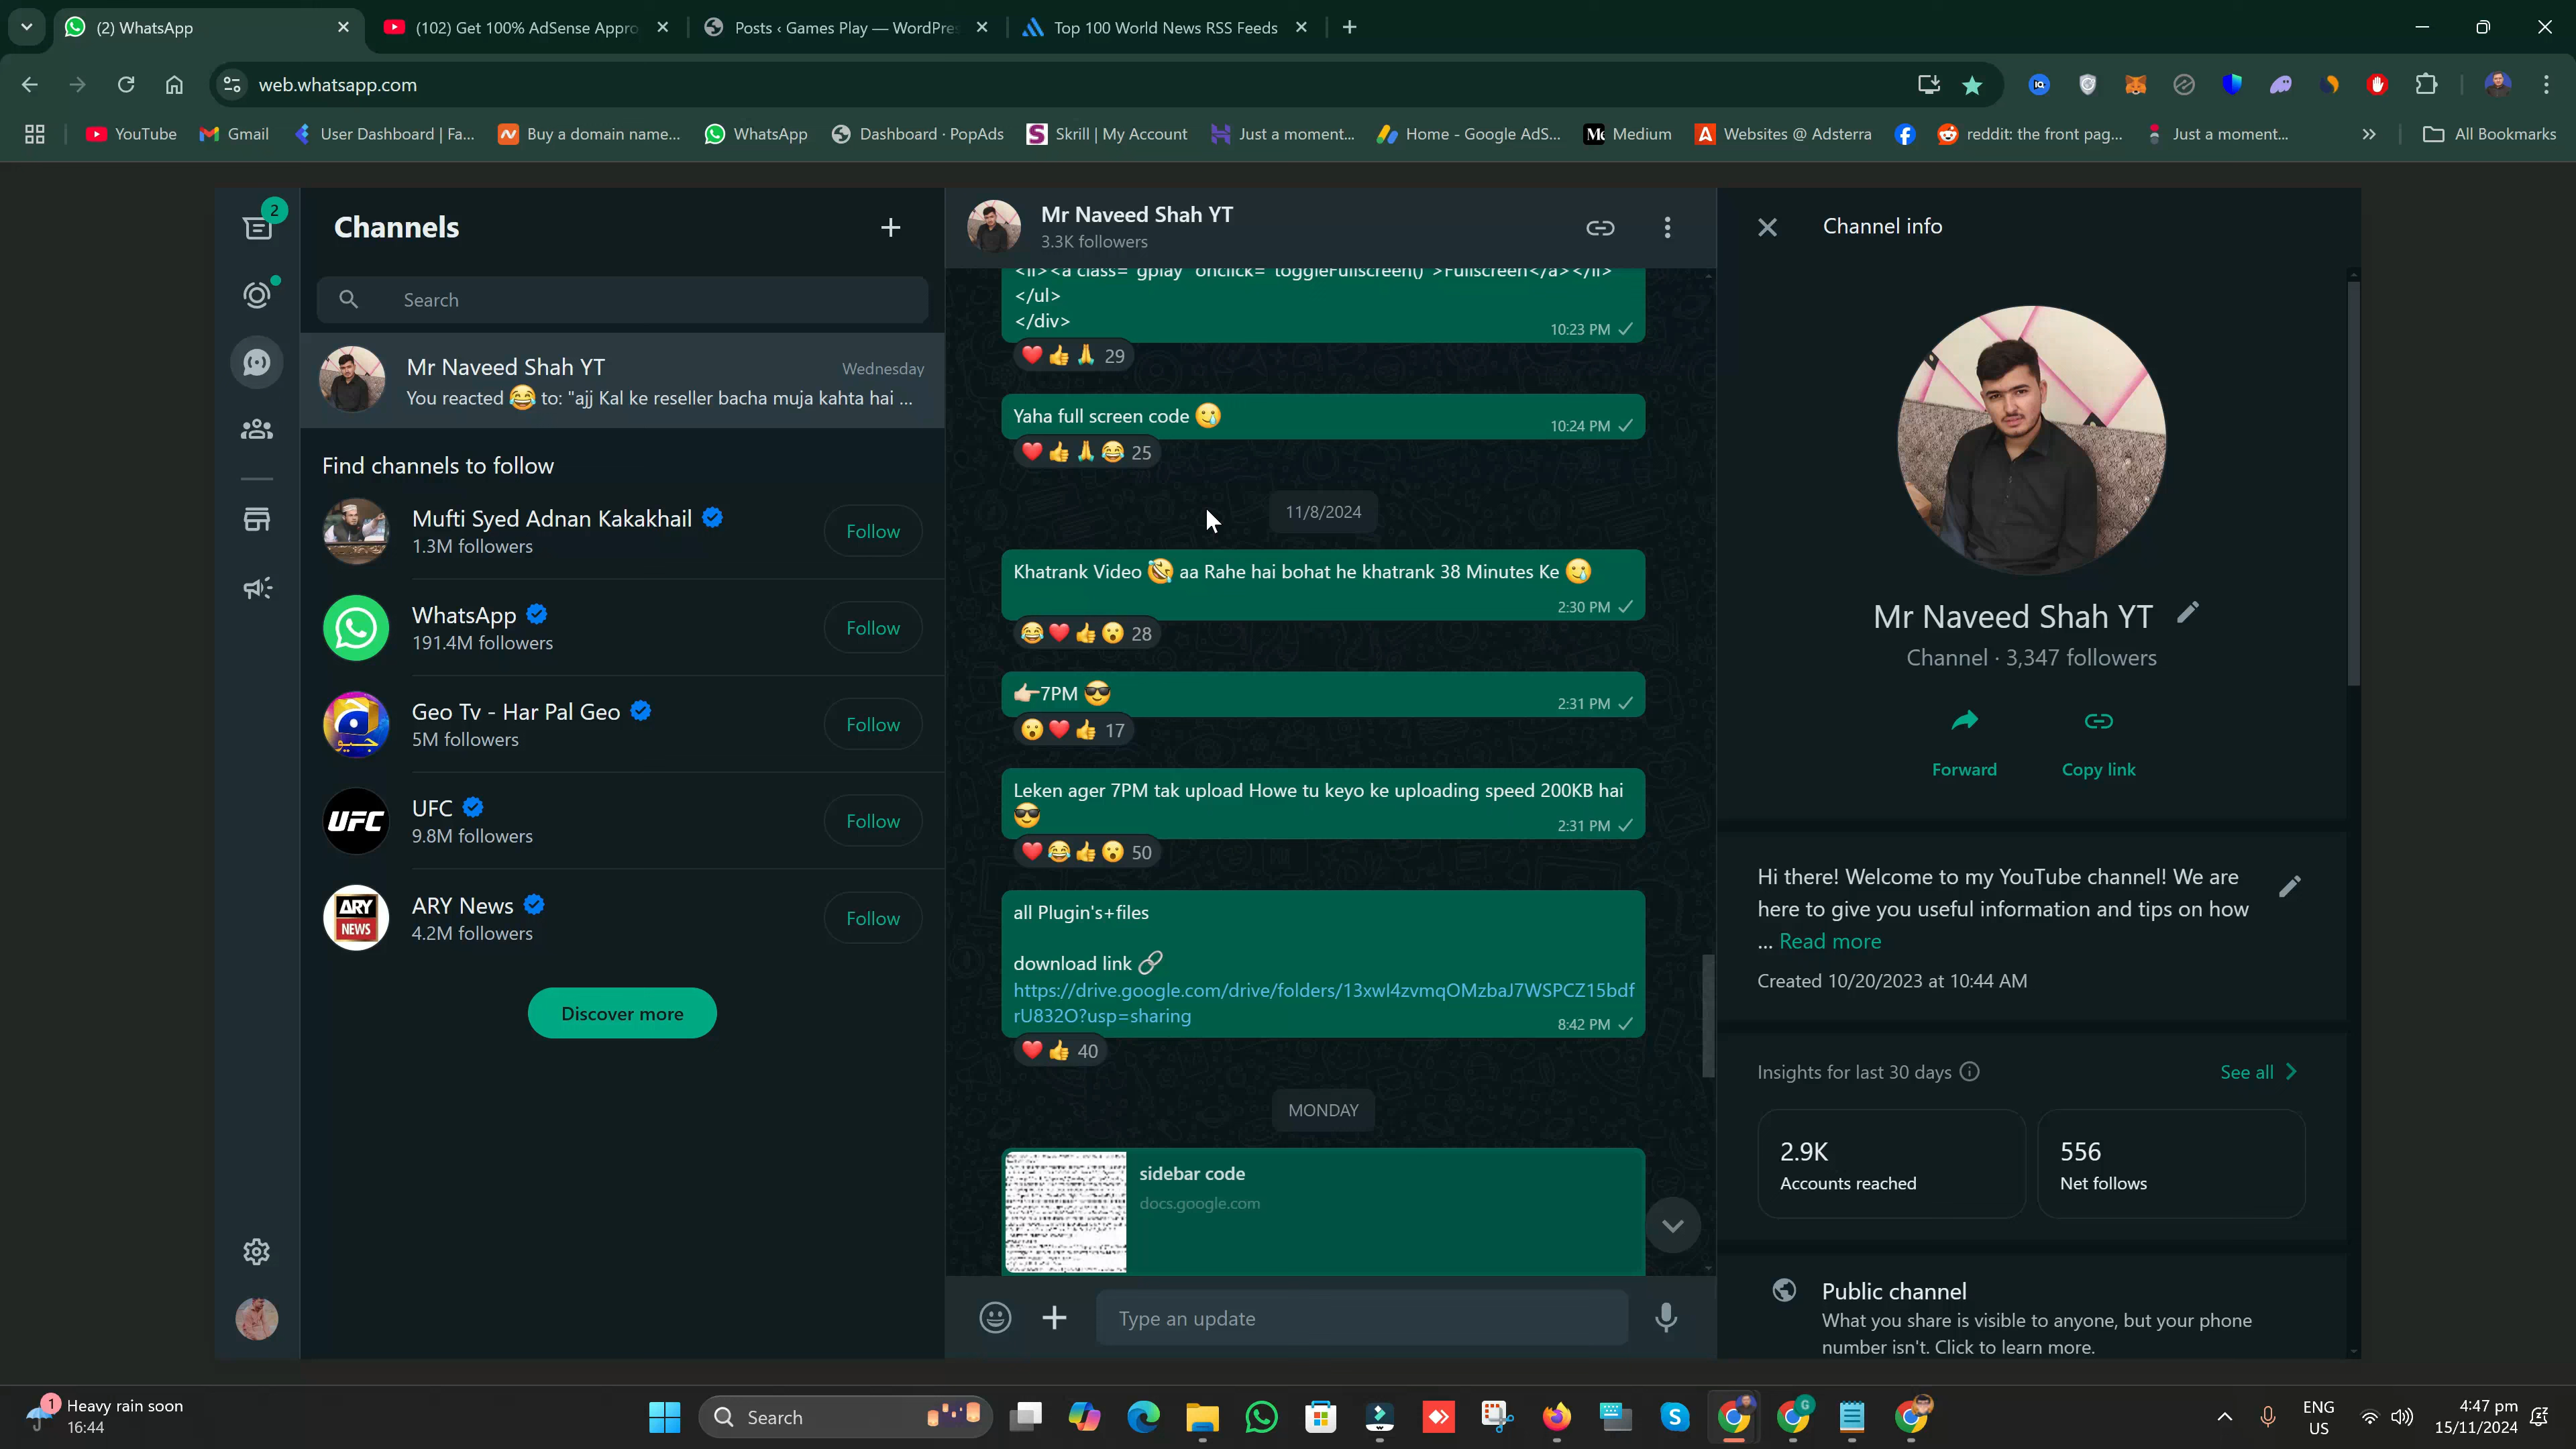 (2) WhatsApp
(102) Get 100% AdSense Appro
Posts ‹ Games Play — WordPres
Top 100 World News RSS Feeds
web.whatsapp.com
YouTube
Gmail
User Dashboard | Fa...
Buy a domain name...
WhatsApp
Dashboard · PopAds
Skrill | My Account
Just a moment...
Home - Google AdS...
Medium
Websites @ Adsterra
reddit: the front pag...
Just a moment...
All Bookmarks
2
Channels
Search
Mr Naveed Shah YT
Wednesday
You reacted 😂 to: "ajj Kal ke reseller bacha muja kahta hai ...
Find channels to follow
Mufti Syed Adnan Kakakhail
1.3M followers
Follow
WhatsApp
191.4M followers
Follow
Geo Tv - Har Pal Geo
5M followers
Follow
UFC
UFC
9.8M followers
Follow
ARY
NEWS
ARY News
4.2M followers
Follow
Discover more
Mr Naveed Shah YT
3.3K followers
<li><a class="gplay" onclick="toggleFullscreen()">Fullscreen</a></li>
</ul>
</div>
10:23 PM
❤️👍🙏 29
Yaha full screen code 🥲
10:24 PM
❤️👍🙏😂 25
11/8/2024
Khatrank Video 🤣 aa Rahe hai bohat he khatrank 38 Minutes Ke 🥲
2:30 PM
😂❤️👍😮 28
👉🏻7PM 😎
2:31 PM
😮❤️👍 17
Leken ager 7PM tak upload Howe tu keyo ke uploading speed 200KB hai
😎
2:31 PM
❤️😂👍😮 50
all Plugin's+files
download link 🔗
https://drive.google.com/drive/folders/13xwl4zvmqOMzbaJ7WSPCZ15bdf
rU832O?usp=sharing
8:42 PM
❤️👍 40
MONDAY
sidebar code
docs.google.com
Type an update
Channel info
Mr Naveed Shah YT
Channel · 3,347 followers
Forward
Copy link
Hi there! Welcome to my YouTube channel! We are
here to give you useful information and tips on how
... Read more
Created 10/20/2023 at 10:44 AM
Insights for last 30 days
See all
2.9K
Accounts reached
556
Net follows
Public channel
What you share is visible to anyone, but your phone
number isn't. Click to learn more.
1
Heavy rain soon
16:44
Search
ENG
US
4:47 pm
15/11/2024